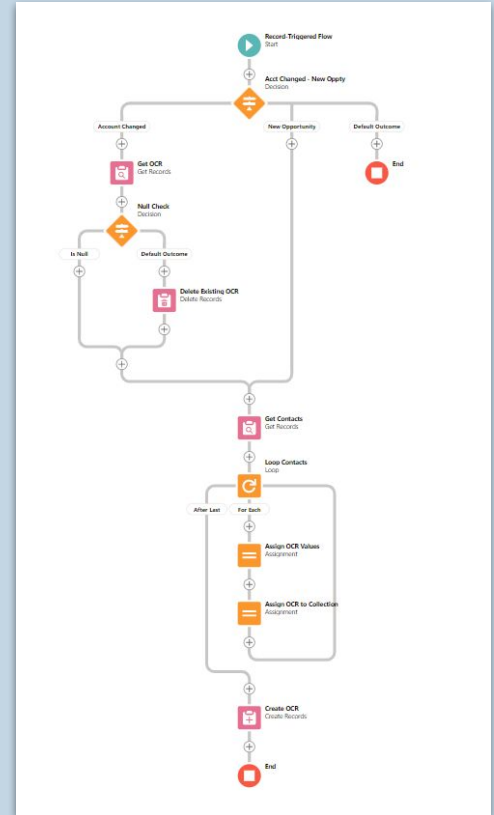 Record-Triggered Flow
Start
Acct Changed - New Oppty
Decision
Account Changed
New Opportunity
Default Outcome
Get OCR
Get Records
End
Null Check
Decision
Is Null
Default Outcome
Delete Existing OCR
Delete Records
Get Contacts
Get Records
Loop Contacts
Loop
After Last
For Each
Assign OCR Values
Assignment
Assign OCR to Collection
Assignment
Create OCR
Create Records
End